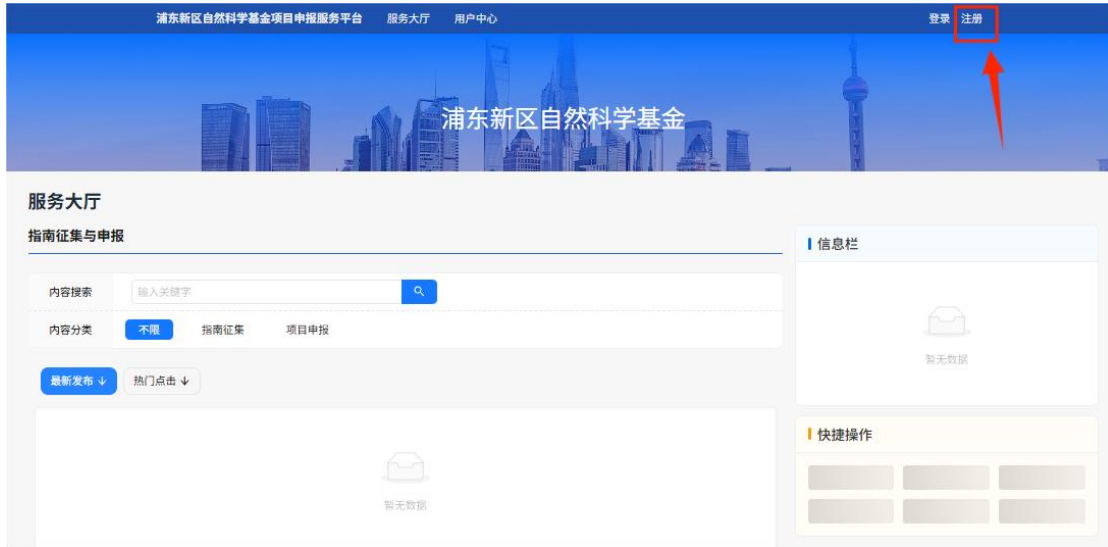 浦东新区自然科学基金项目申报服务平台 服务大厅 用户中心 登录 注册
浦东新区自然科学基金
服务大厅
指南征集与申报
内容搜索 输入关键字
内容分类 不限 指南征集 项目申报
最新发布 热门点击
暂无数据
信息栏
暂无数据
快捷操作